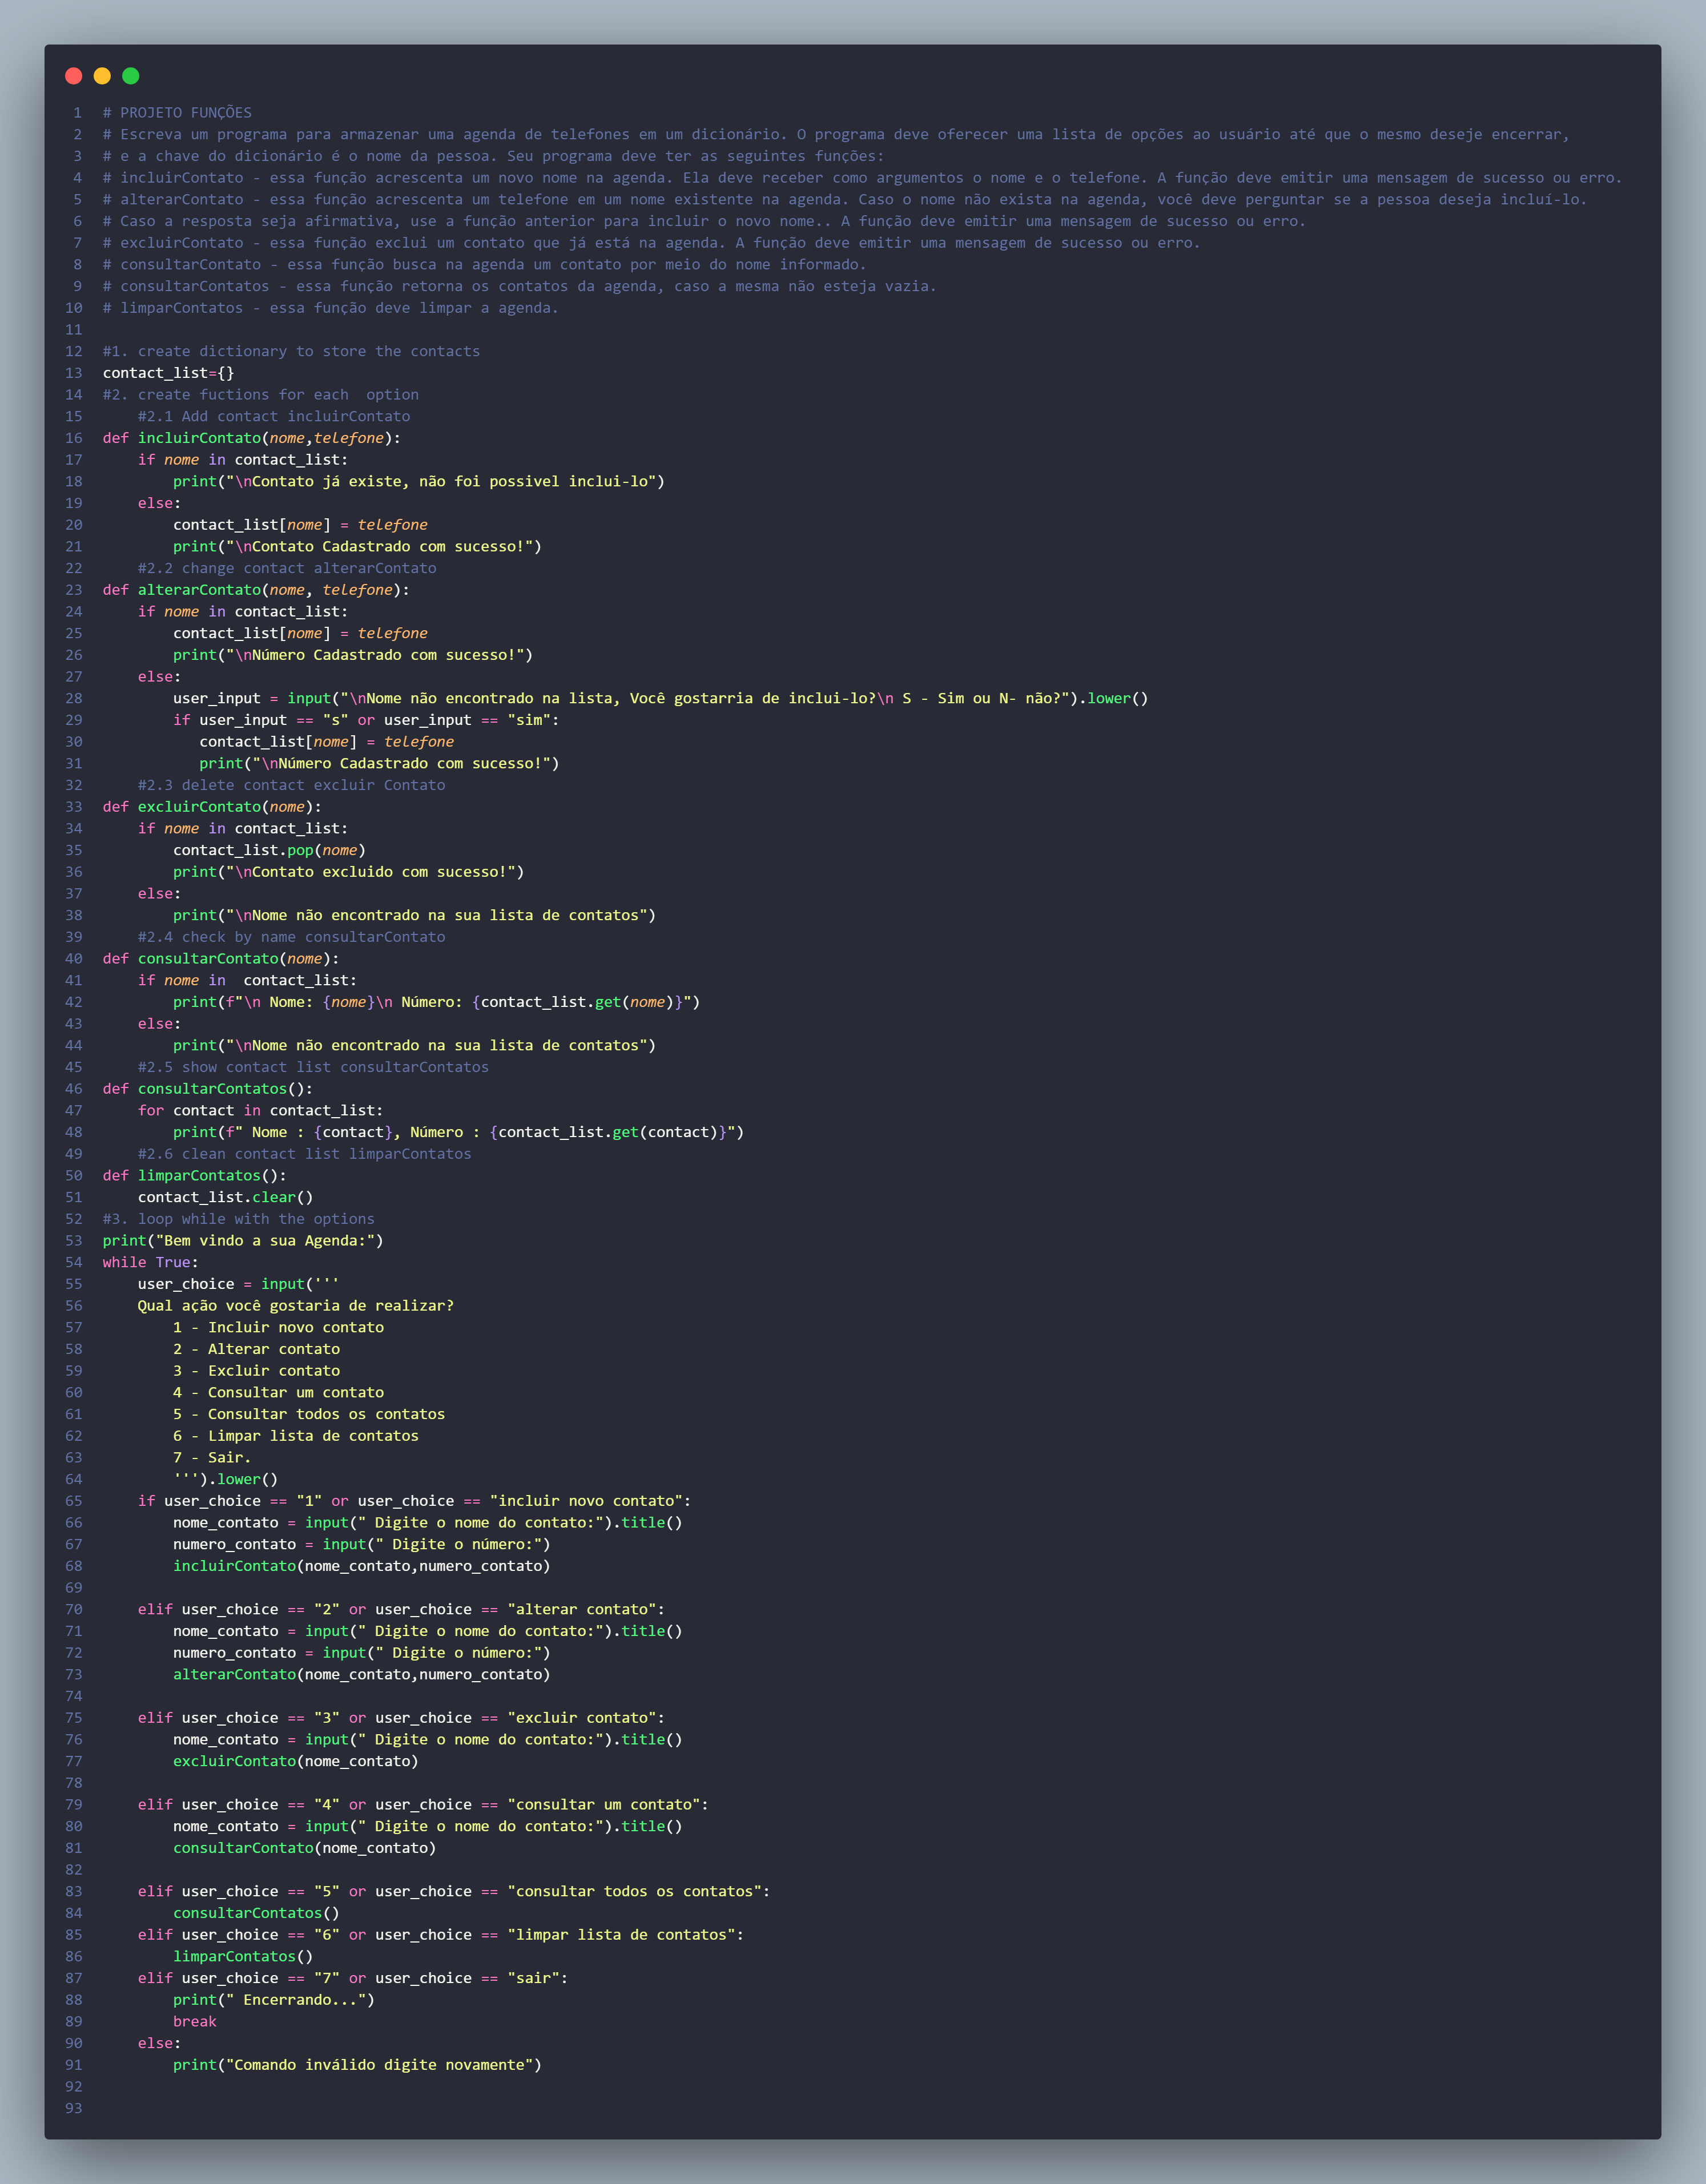 1 # PROJETO FUNÇÕES
2 # Escreva um programa para armazenar uma agenda de telefones em um dicionário. O programa deve oferecer uma lista de opções ao usuário até que o mesmo deseje encerrar,
3 # e a chave do dicionário é o nome da pessoa. Seu programa deve ter as seguintes funções:
4 # incluirContato - essa função acrescenta um novo nome na agenda. Ela deve receber como argumentos o nome e o telefone. A função deve emitir uma mensagem de sucesso ou erro.
5 # alterarContato - essa função acrescenta um telefone em um nome existente na agenda. Caso o nome não exista na agenda, você deve perguntar se a pessoa deseja incluí-lo.
6 # Caso a resposta seja afirmativa, use a função anterior para incluir o novo nome.. A função deve emitir uma mensagem de sucesso ou erro.
7 # excluirContato - essa função exclui um contato que já está na agenda. A função deve emitir uma mensagem de sucesso ou erro.
8 # consultarContato - essa função busca na agenda um contato por meio do nome informado.
9 # consultarContatos - essa função retorna os contatos da agenda, caso a mesma não esteja vazia.
10 # limparContatos - essa função deve limpar a agenda.
11
12 #1. create dictionary to store the contacts
13 contact_list={}
14 #2. create fuctions for each  option
15     #2.1 Add contact incluirContato
16 def incluirContato(nome,telefone):
17     if nome in contact_list:
18         print("\nContato já existe, não foi possivel inclui-lo")
19     else:
20         contact_list[nome] = telefone
21         print("\nContato Cadastrado com sucesso!")
22     #2.2 change contact alterarContato
23 def alterarContato(nome, telefone):
24     if nome in contact_list:
25         contact_list[nome] = telefone
26         print("\nNúmero Cadastrado com sucesso!")
27     else:
28         user_input = input("\nNome não encontrado na lista, Você gostarria de inclui-lo?\n S - Sim ou N- não?").lower()
29         if user_input == "s" or user_input == "sim":
30            contact_list[nome] = telefone
31            print("\nNúmero Cadastrado com sucesso!")
32     #2.3 delete contact excluir Contato
33 def excluirContato(nome):
34     if nome in contact_list:
35         contact_list.pop(nome)
36         print("\nContato excluido com sucesso!")
37     else:
38         print("\nNome não encontrado na sua lista de contatos")
39     #2.4 check by name consultarContato
40 def consultarContato(nome):
41     if nome in  contact_list:
42         print(f"\n Nome: {nome}\n Número: {contact_list.get(nome)}")
43     else:
44         print("\nNome não encontrado na sua lista de contatos")
45     #2.5 show contact list consultarContatos
46 def consultarContatos():
47     for contact in contact_list:
48         print(f" Nome : {contact}, Número : {contact_list.get(contact)}")
49     #2.6 clean contact list limparContatos
50 def limparContatos():
51     contact_list.clear()
52 #3. loop while with the options
53 print("Bem vindo a sua Agenda:")
54 while True:
55     user_choice = input('''
56     Qual ação você gostaria de realizar?
57         1 - Incluir novo contato
58         2 - Alterar contato
59         3 - Excluir contato
60         4 - Consultar um contato
61         5 - Consultar todos os contatos
62         6 - Limpar lista de contatos
63         7 - Sair.
64         ''').lower()
65     if user_choice == "1" or user_choice == "incluir novo contato":
66         nome_contato = input(" Digite o nome do contato:").title()
67         numero_contato = input(" Digite o número:")
68         incluirContato(nome_contato,numero_contato)
69
70     elif user_choice == "2" or user_choice == "alterar contato":
71         nome_contato = input(" Digite o nome do contato:").title()
72         numero_contato = input(" Digite o número:")
73         alterarContato(nome_contato,numero_contato)
74
75     elif user_choice == "3" or user_choice == "excluir contato":
76         nome_contato = input(" Digite o nome do contato:").title()
77         excluirContato(nome_contato)
78
79     elif user_choice == "4" or user_choice == "consultar um contato":
80         nome_contato = input(" Digite o nome do contato:").title()
81         consultarContato(nome_contato)
82
83     elif user_choice == "5" or user_choice == "consultar todos os contatos":
84         consultarContatos()
85     elif user_choice == "6" or user_choice == "limpar lista de contatos":
86         limparContatos()
87     elif user_choice == "7" or user_choice == "sair":
88         print(" Encerrando...")
89         break
90     else:
91         print("Comando inválido digite novamente")
92
93